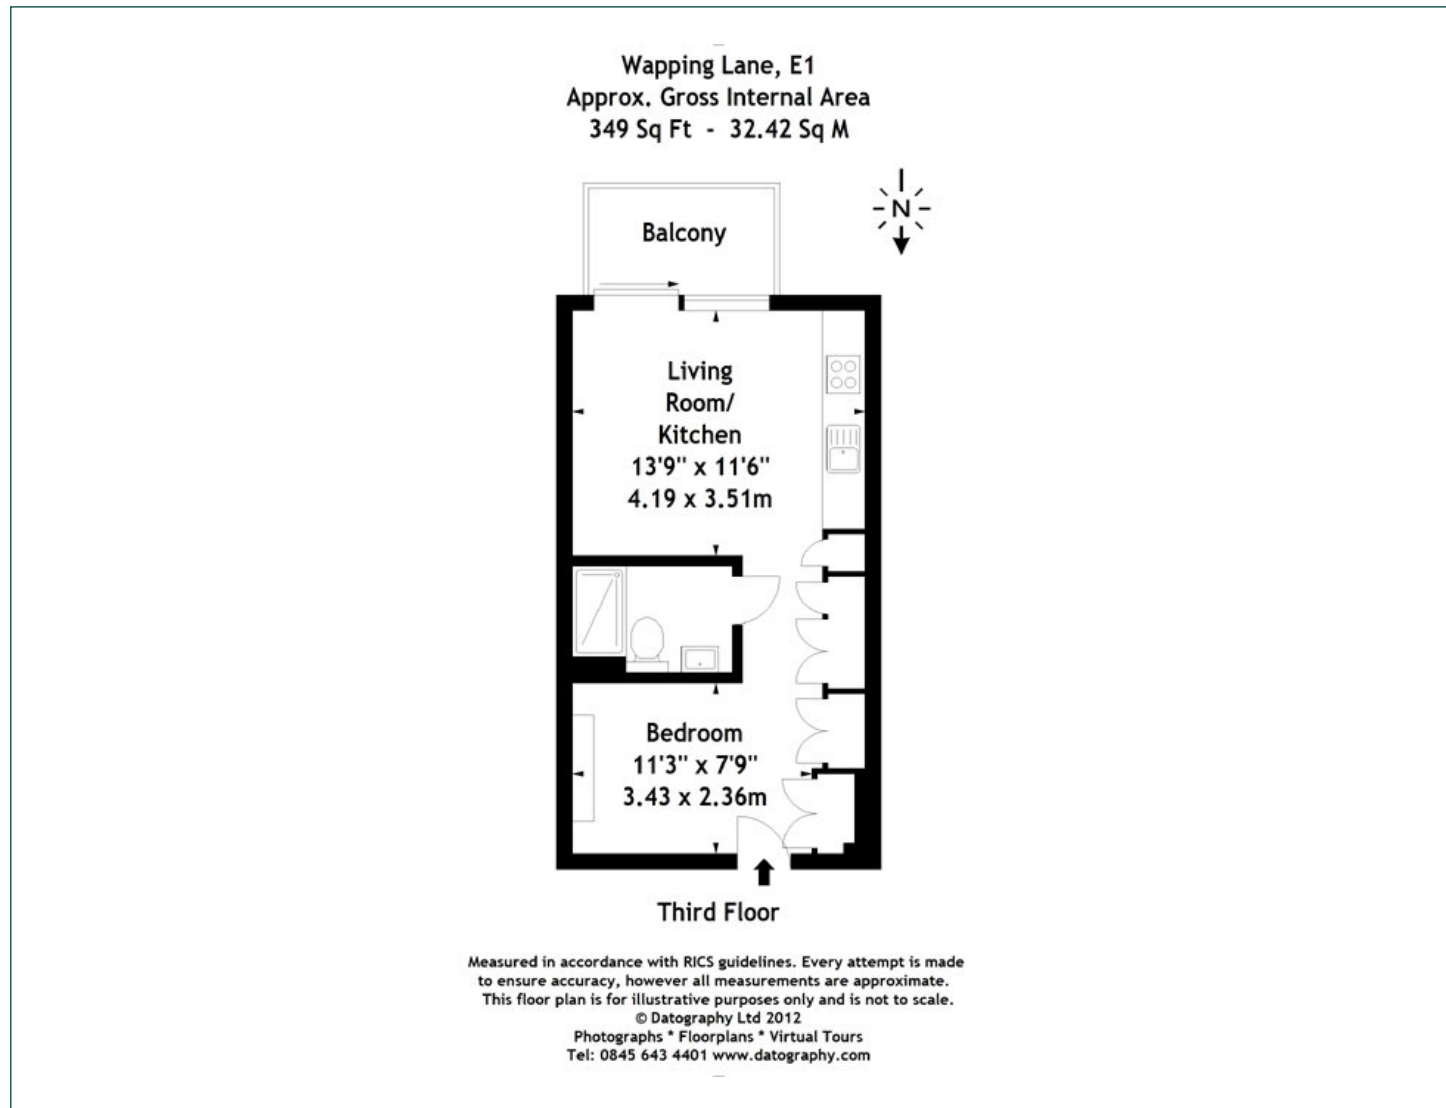 Wapping Lane, E1
Approx. Gross Internal Area
349 Sq Ft - 32.42 Sq M
N
Balcony
Living
Room/
Kitchen
13'9" x 11'6"
4.19 x 3.51m
Bedroom
11'3" x 7'9"
3.43 x 2.36m
Third Floor
Measured in accordance with RICS guidelines. Every attempt is made
to ensure accuracy, however all measurements are approximate.
This floor plan is for illustrative purposes only and is not to scale.
© Datography Ltd 2012
Photographs * Floorplans * Virtual Tours
Tel: 0845 643 4401 www.datography.com